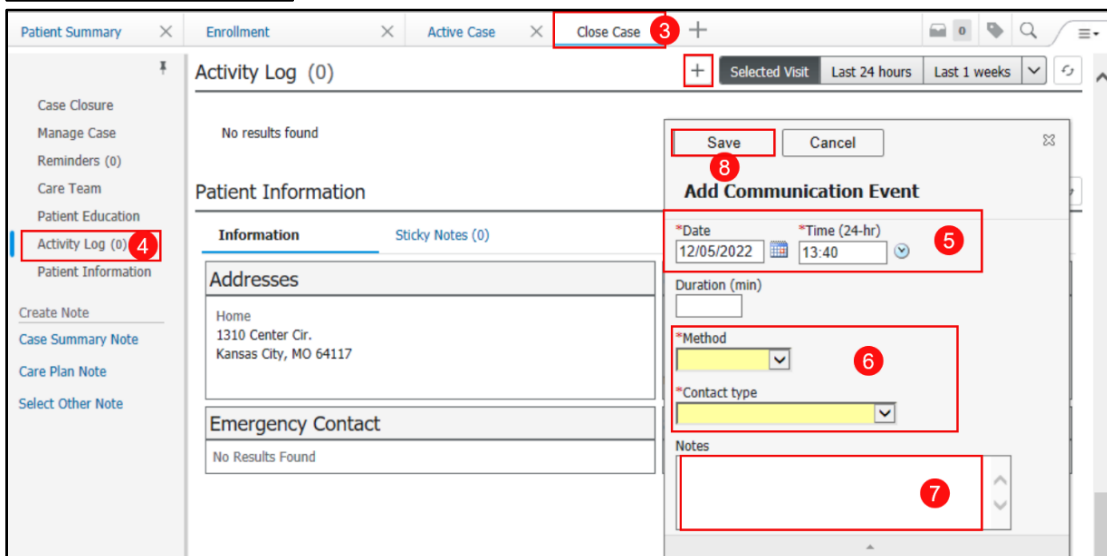 Patient Summary Enrollment Active Case Close Case 3
0
Activity Log (0) Selected Visit Last 24 hours Last 1 weeks
Case Closure
Manage Case
Reminders (0)
Care Team
Patient Education
Activity Log (0) 4
Patient Information
Create Note
Case Summary Note
Care Plan Note
Select Other Note
No results found
Patient Information
Information Sticky Notes (0)
Addresses
Home
1310 Center Cir.
Kansas City, MO 64117
Emergency Contact
No Results Found
Save Cancel
8
Add Communication Event
*Date *Time (24-hr) 5
12/05/2022 13:40
Duration (min)
*Method
6
*Contact type
Notes
7